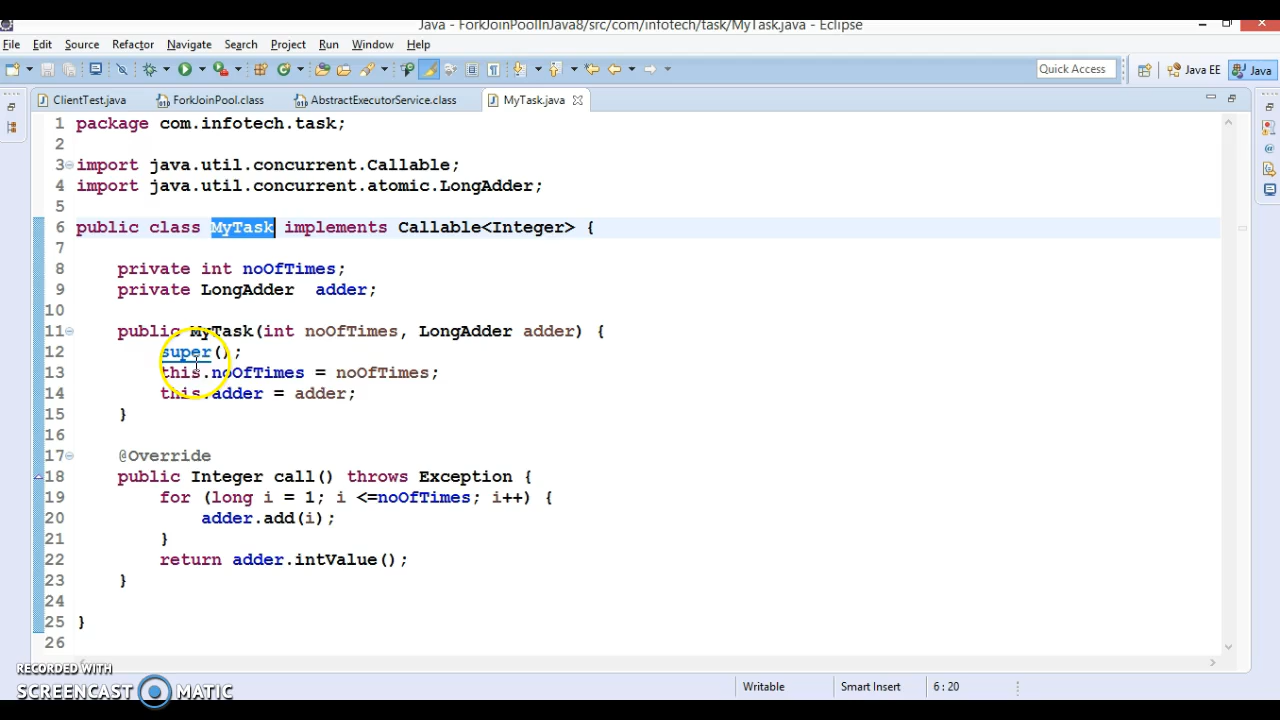 Java - ForkJoinPoolInJava8/src/com/infotech/task/MyTask.java - Eclipse
File Edit Source Refactor Navigate Search Project Run Window Help
Quick Access Java EE Java
ClientTest.java ForkJoinPool.class AbstractExecutorService.class MyTask.java
1 package com.infotech.task;
2
3 import java.util.concurrent.Callable;
4 import java.util.concurrent.atomic.LongAdder;
5
6 public class MyTask implements Callable<Integer> {
7
8 private int noOfTimes;
9 private LongAdder adder;
10
11 public MyTask(int noOfTimes, LongAdder adder) {
12 super();
13 this.noOfTimes = noOfTimes;
14 this.adder = adder;
15 }
16
17 @Override
18 public Integer call() throws Exception {
19 for (long i = 1; i <=noOfTimes; i++) {
20 adder.add(i);
21 }
22 return adder.intValue();
23 }
24
25 }
26
RECORDED WITH
SCREENCAST MATIC
Writable Smart Insert 6 : 20